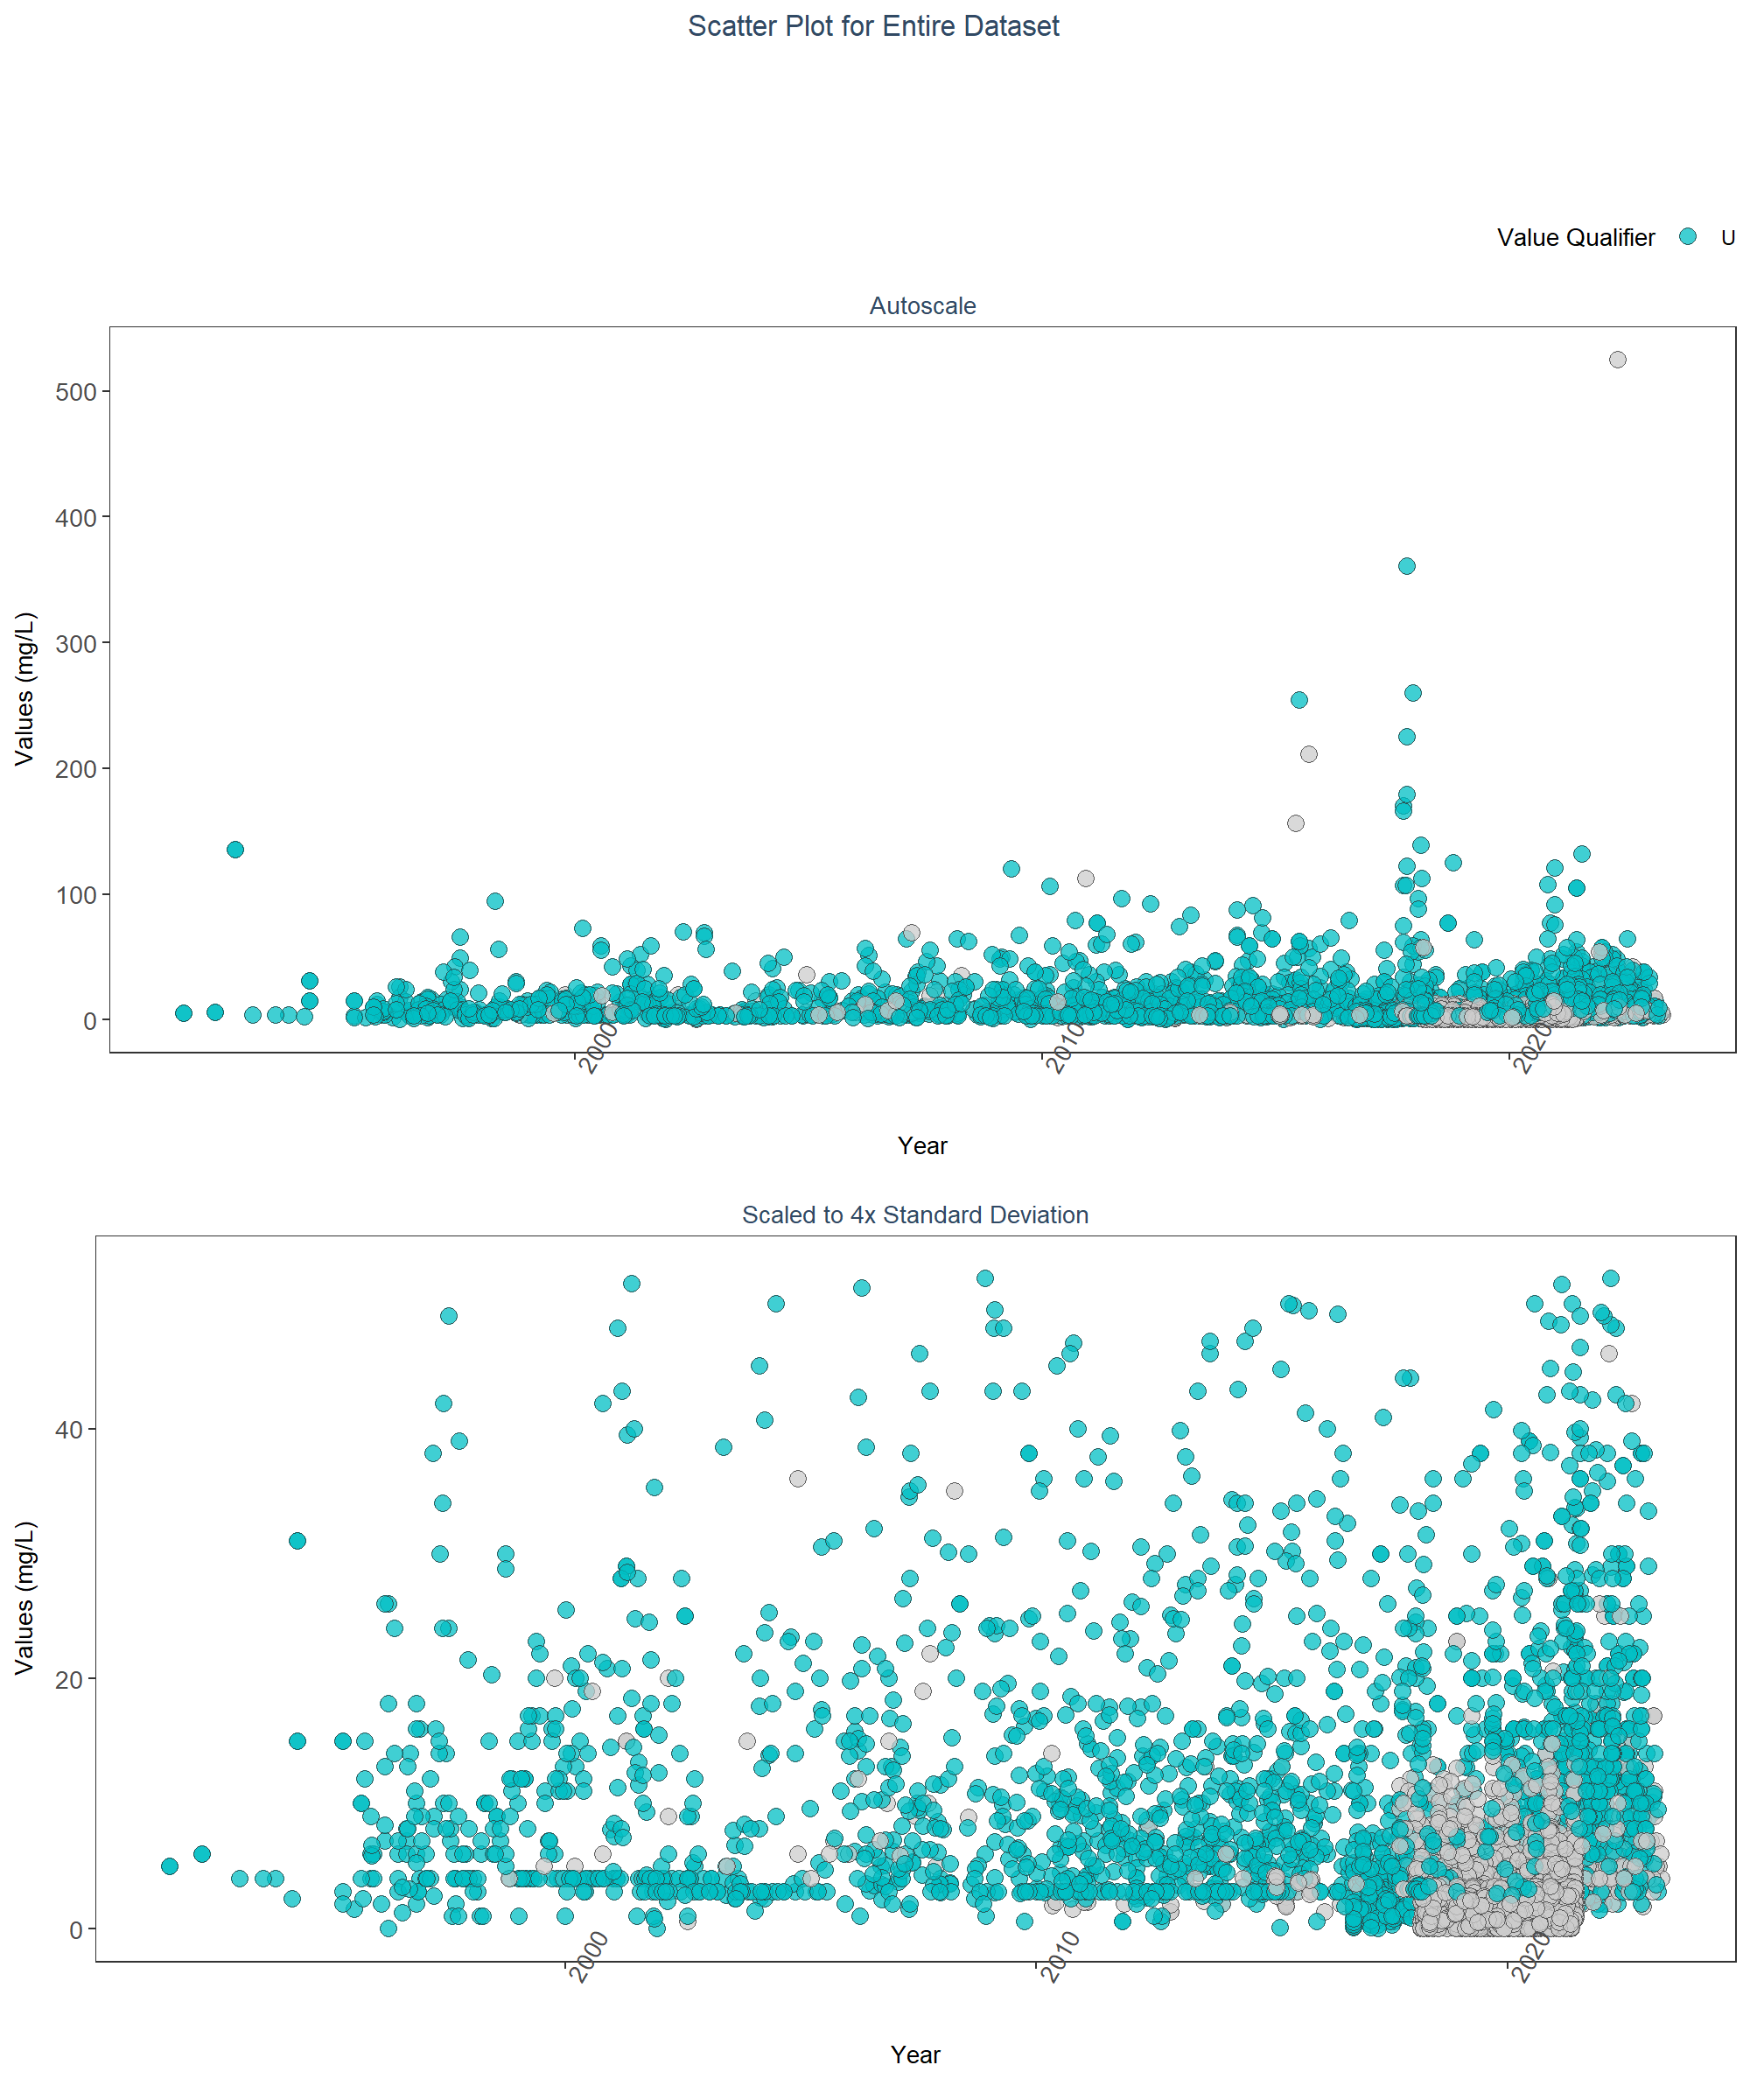 Scatter Plot for Entire Dataset
Value Qualifier U
Autoscale
500
400
300
200
100
0
Values (mg/L)
2000 2010 2020
Year
Scaled to 4x Standard Deviation
40
20
0
Values (mg/L)
2000 2010 2020
Year